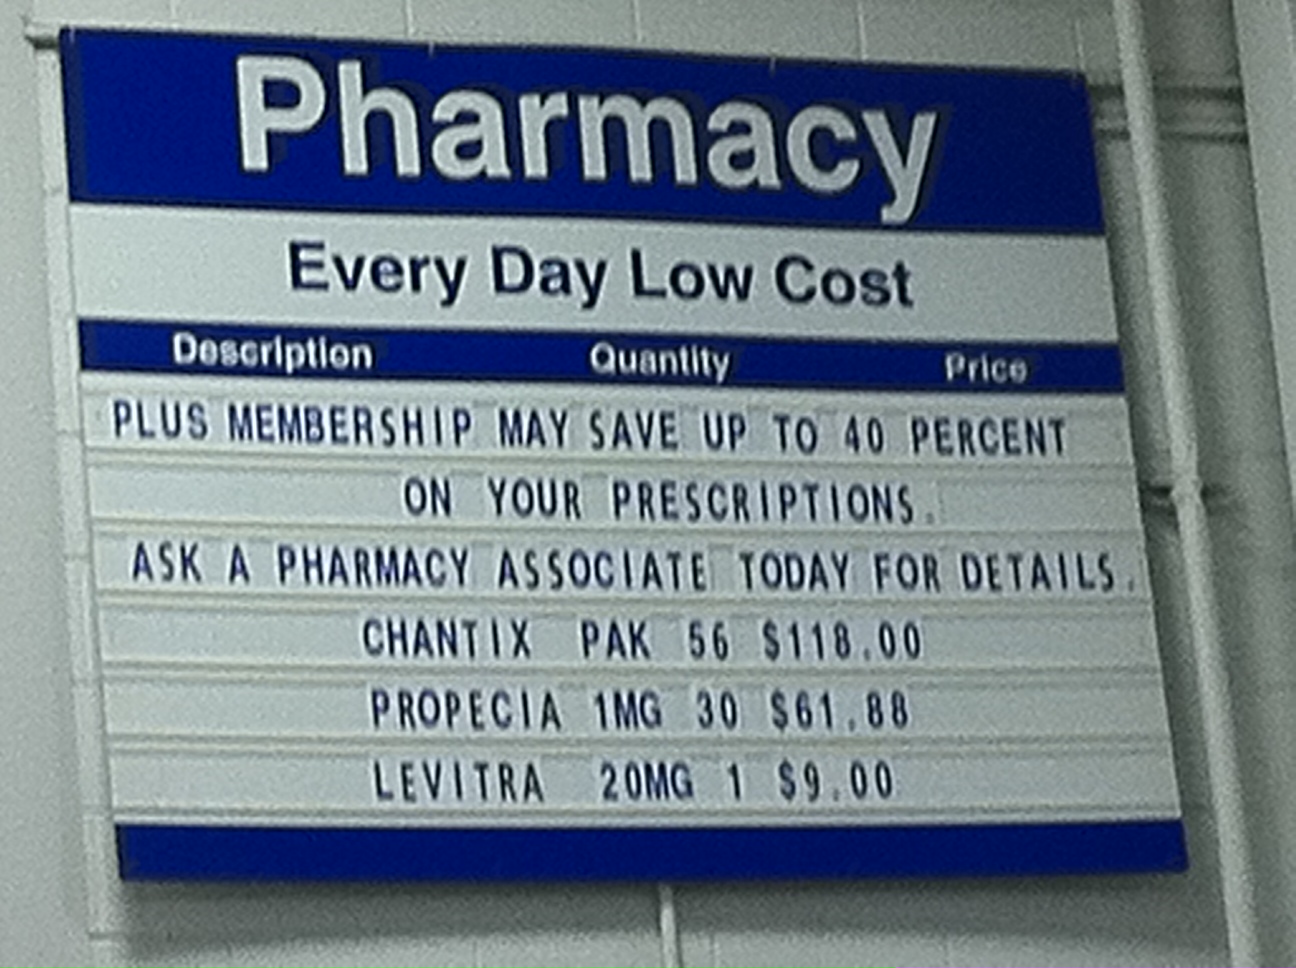 Pharmacy
Every Day Low Cost
Description Quantity Price
PLUS MEMBERSHIP MAY SAVE UP TO 40 PERCENT
ON YOUR PRESCRIPTIONS.
ASK A PHARMACY ASSOCIATE TODAY FOR DETAILS.
CHANTIX PAK 56 $118.00
PROPECIA 1MG 30 $61.88
LEVITRA 20MG 1 $9.00